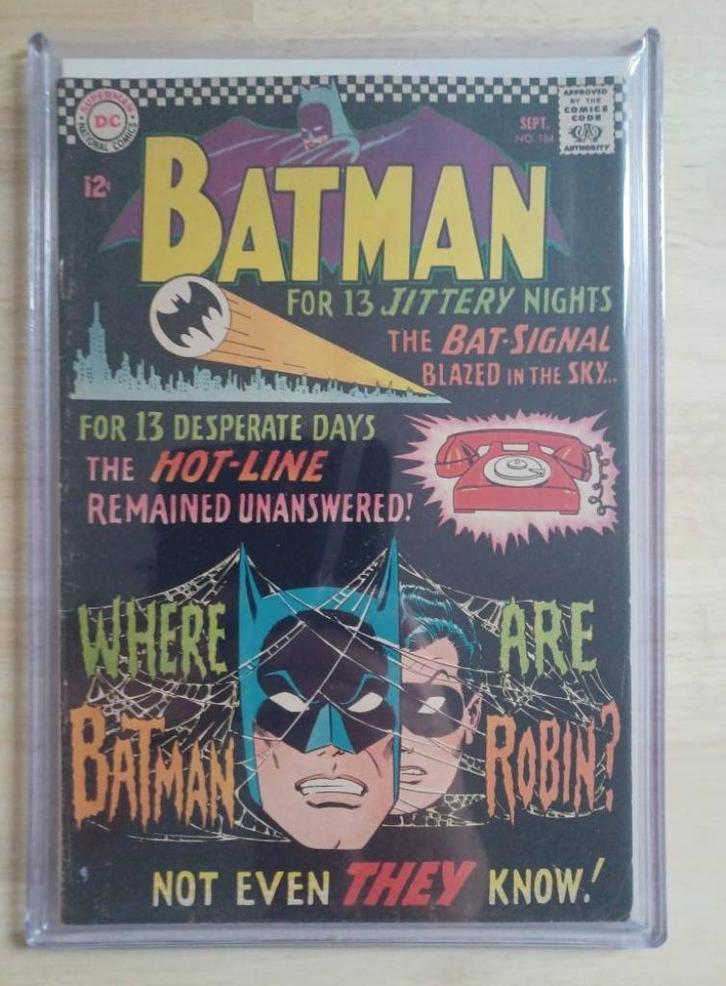 SUPERMAN
DC
NATIONAL COMICS
SEPT.
NO. 184
APPROVED
BY THE
COMICS
CODE
AUTHORITY
12¢
BATMAN
FOR 13 JITTERY NIGHTS
THE BAT-SIGNAL
BLAZED IN THE SKY...
FOR 13 DESPERATE DAYS
THE HOT-LINE
REMAINED UNANSWERED!
WHERE ARE
BATMAN ROBIN?
NOT EVEN THEY KNOW!